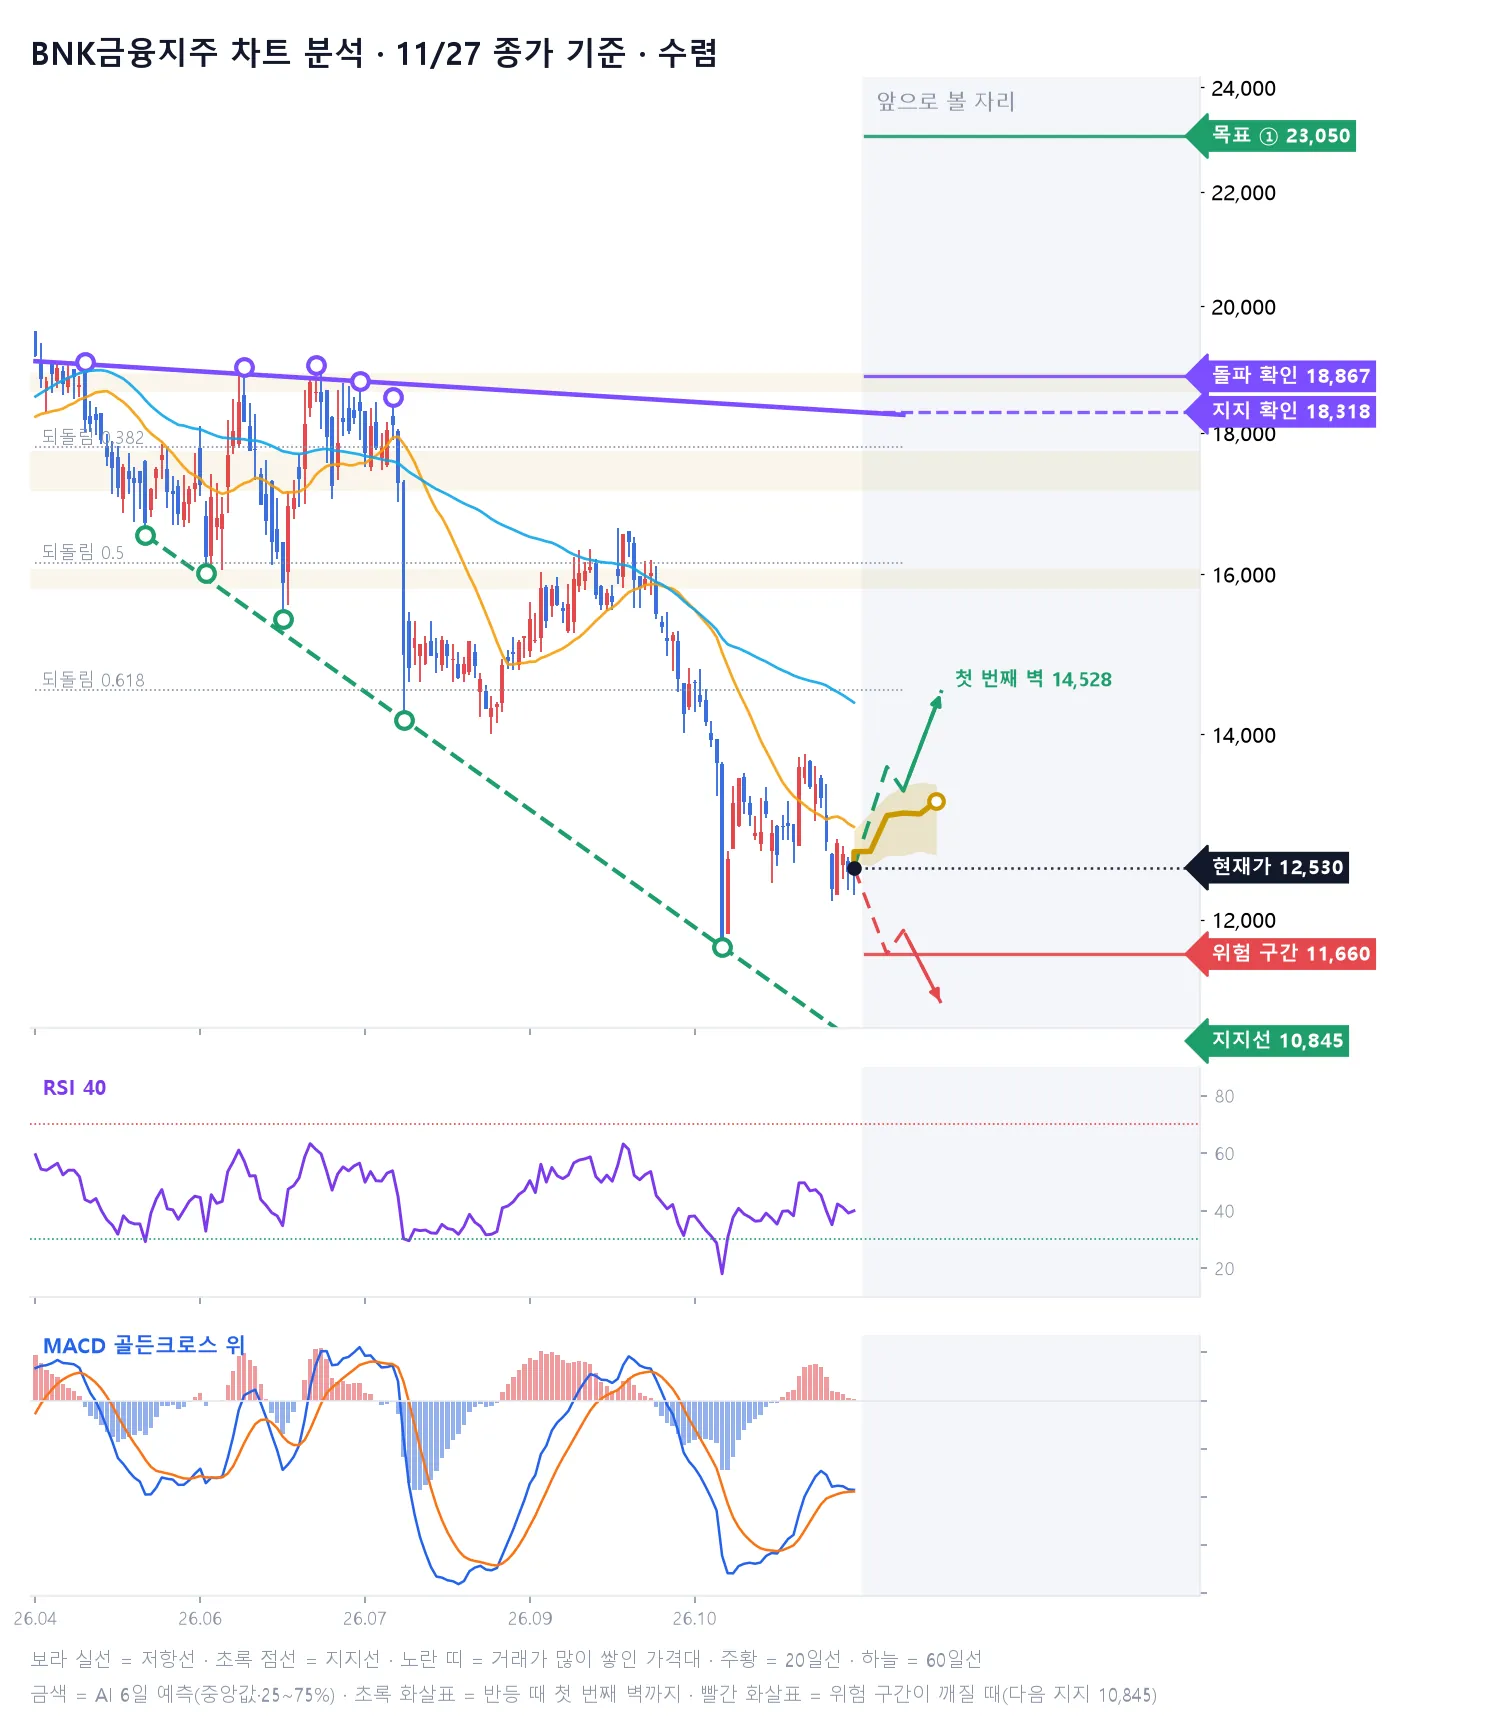 BNK금융지주 차트 분석 · 11/27 종가 기준 · 수렴
앞으로 볼 자리
24,000
목표 ① 23,050
22,000
20,000
돌파 확인 18,867
지지 확인 18,318
18,000
되돌림 0.382
되돌림 0.5
16,000
되돌림 0.618
첫 번째 벽 14,528
14,000
현재가 12,530
12,000
위험 구간 11,660
지지선 10,845
RSI 40
80
60
40
20
MACD 골든크로스 위
26.04 26.06 26.07 26.09 26.10
보라 실선 = 저항선 · 초록 점선 = 지지선 · 노란 띠 = 거래가 많이 쌓인 가격대 · 주황 = 20일선 · 하늘 = 60일선
금색 = AI 6일 예측(중앙값·25~75%) · 초록 화살표 = 반등 때 첫 번째 벽까지 · 빨간 화살표 = 위험 구간이 깨질 때(다음 지지 10,845)